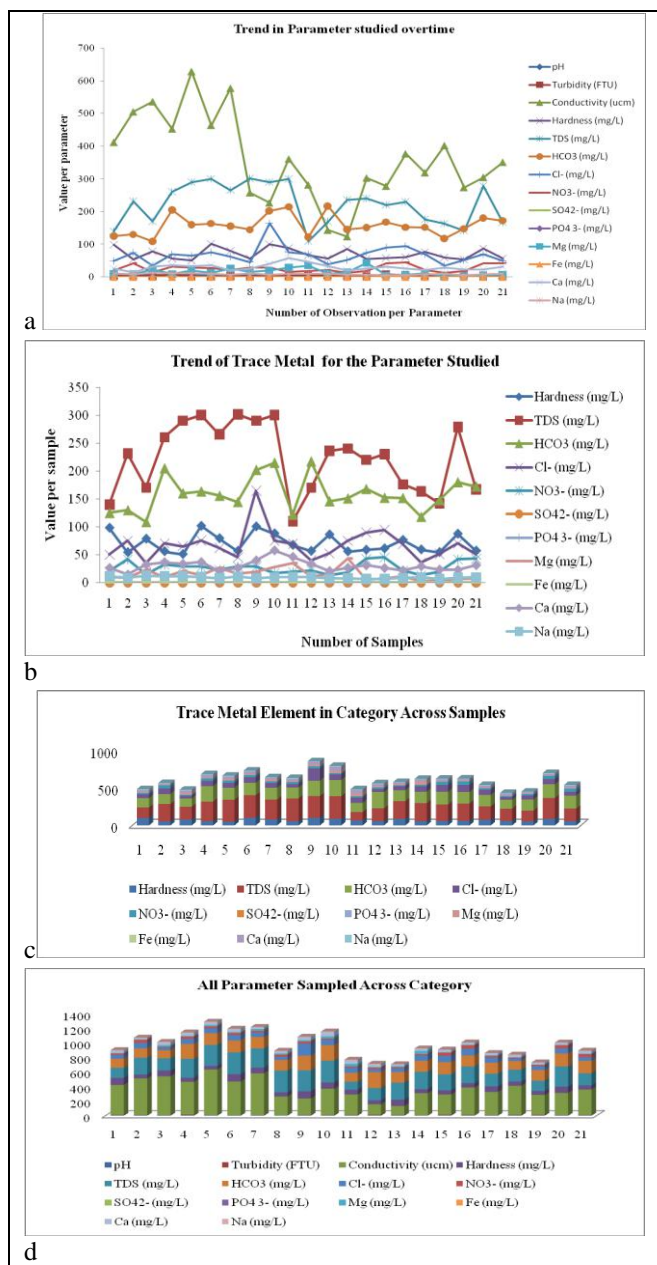 Trend in Parameter studied overtime
Value per parameter
700
600
500
400
300
200
100
0
1 2 3 4 5 6 7 8 9 10 11 12 13 14 15 16 17 18 19 20 21
Number of Observation per Parameter
pH
Turbidity (FTU)
Conductivity (ucm)
Hardness (mg/L)
TDS (mg/L)
HCO3 (mg/L)
Cl- (mg/L)
NO3- (mg/L)
SO42- (mg/L)
PO4 3- (mg/L)
Mg (mg/L)
Fe (mg/L)
Ca (mg/L)
Na (mg/L)
a
Trend of Trace Metal for the Parameter Studied
Value per sample
350
300
250
200
150
100
50
0
1 2 3 4 5 6 7 8 9 10 11 12 13 14 15 16 17 18 19 20 21
Number of Samples
Hardness (mg/L)
TDS (mg/L)
HCO3 (mg/L)
Cl- (mg/L)
NO3- (mg/L)
SO42- (mg/L)
PO4 3- (mg/L)
Mg (mg/L)
Fe (mg/L)
Ca (mg/L)
Na (mg/L)
b
Trace Metal Element in Category Across Samples
1000
500
0
1 2 3 4 5 6 7 8 9 10 11 12 13 14 15 16 17 18 19 20 21
Hardness (mg/L) TDS (mg/L) HCO3 (mg/L) Cl- (mg/L)
NO3- (mg/L) SO42- (mg/L) PO4 3- (mg/L) Mg (mg/L)
Fe (mg/L) Ca (mg/L) Na (mg/L)
c
All Parameter Sampled Across Category
1400
1200
1000
800
600
400
200
0
1 2 3 4 5 6 7 8 9 10 11 12 13 14 15 16 17 18 19 20 21
pH Turbidity (FTU) Conductivity (ucm) Hardness (mg/L)
TDS (mg/L) HCO3 (mg/L) Cl- (mg/L) NO3- (mg/L)
SO42- (mg/L) PO4 3- (mg/L) Mg (mg/L) Fe (mg/L)
Ca (mg/L) Na (mg/L)
d